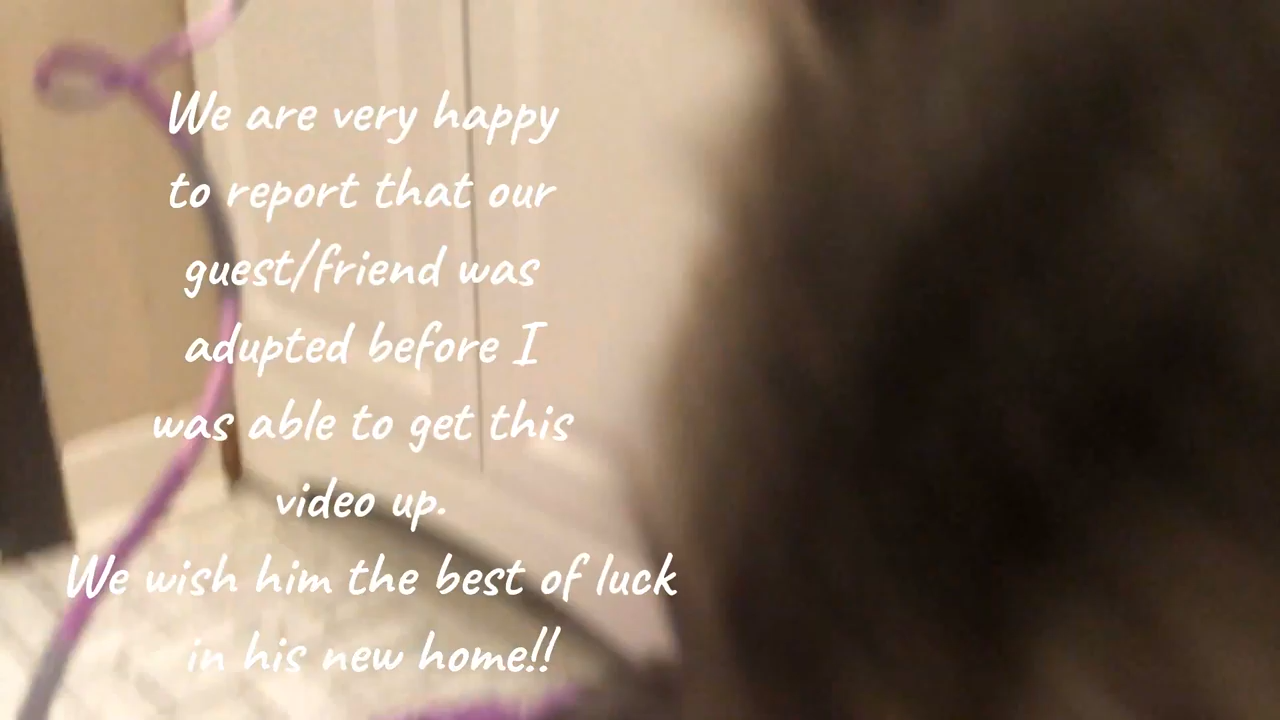 We are very happy
to report that our
guest/friend was
adupted before I
was able to get this
video up.
We wish him the best of luck
in his new home!!